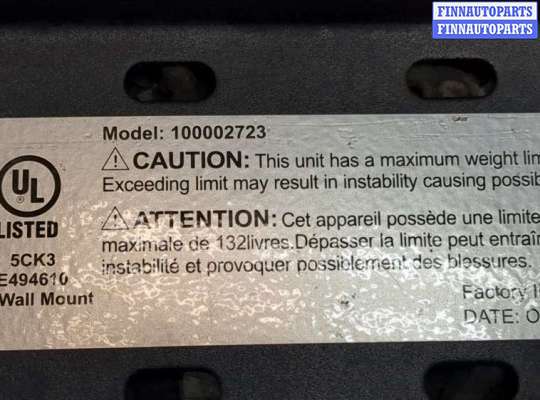 FINNAUTOPARTS
FINNAUTOPARTS
Model: 100002723
CAUTION: This unit has a maximum weight lim
Exceeding limit may result in instability causing possib
UL
LISTED
5CK3
E494610
Wall Mount
ATTENTION: Cet appareil possède une limite
maximale de 132livres.Dépasser la limite peut entraîn
instabilité et provoquer possiblement des blessures.
Factory I
DATE: O